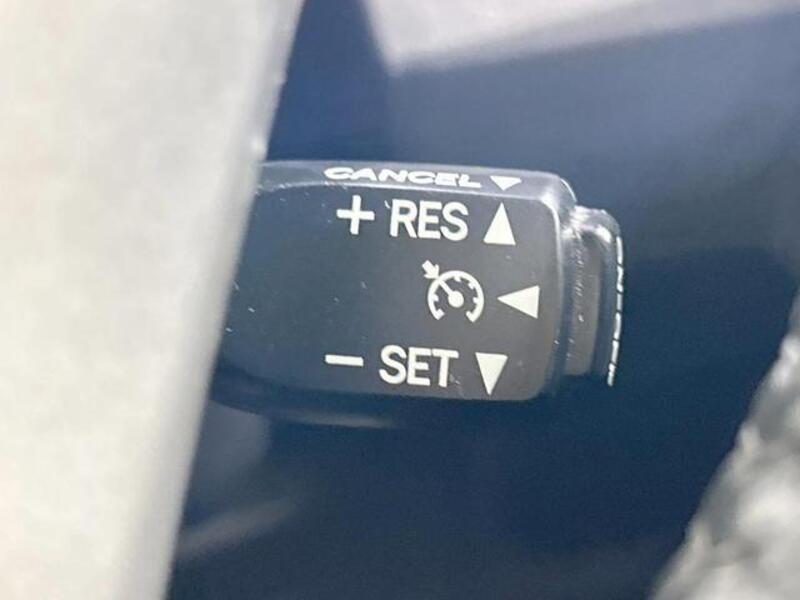 CANCEL ▼
+ RES ▲
◀
− SET ▼